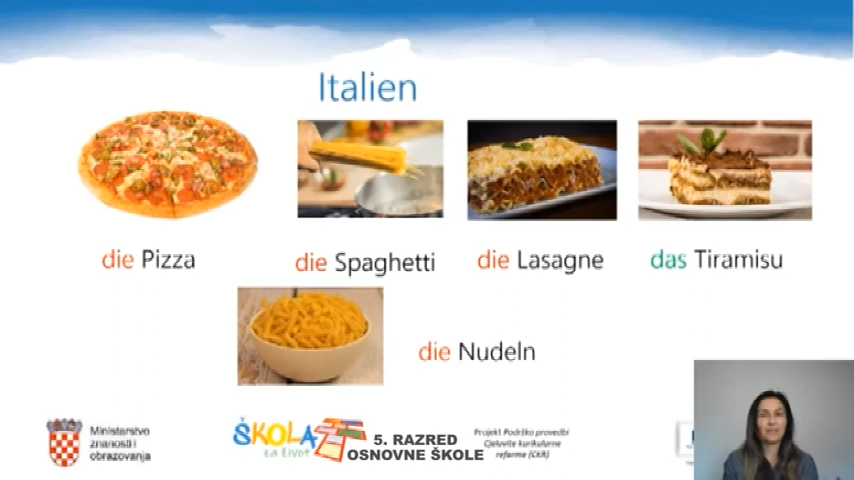 Italien
die Pizza
die Spaghetti
die Lasagne
das Tiramisu
die Nudeln
Ministarstvo
znanosti i
obrazovanja
ŠKOLA
za život
5. RAZRED
OSNOVNE ŠKOLE
Projekt Podrška provedbi
Cjelovite kurikularne
reforme (CKR)